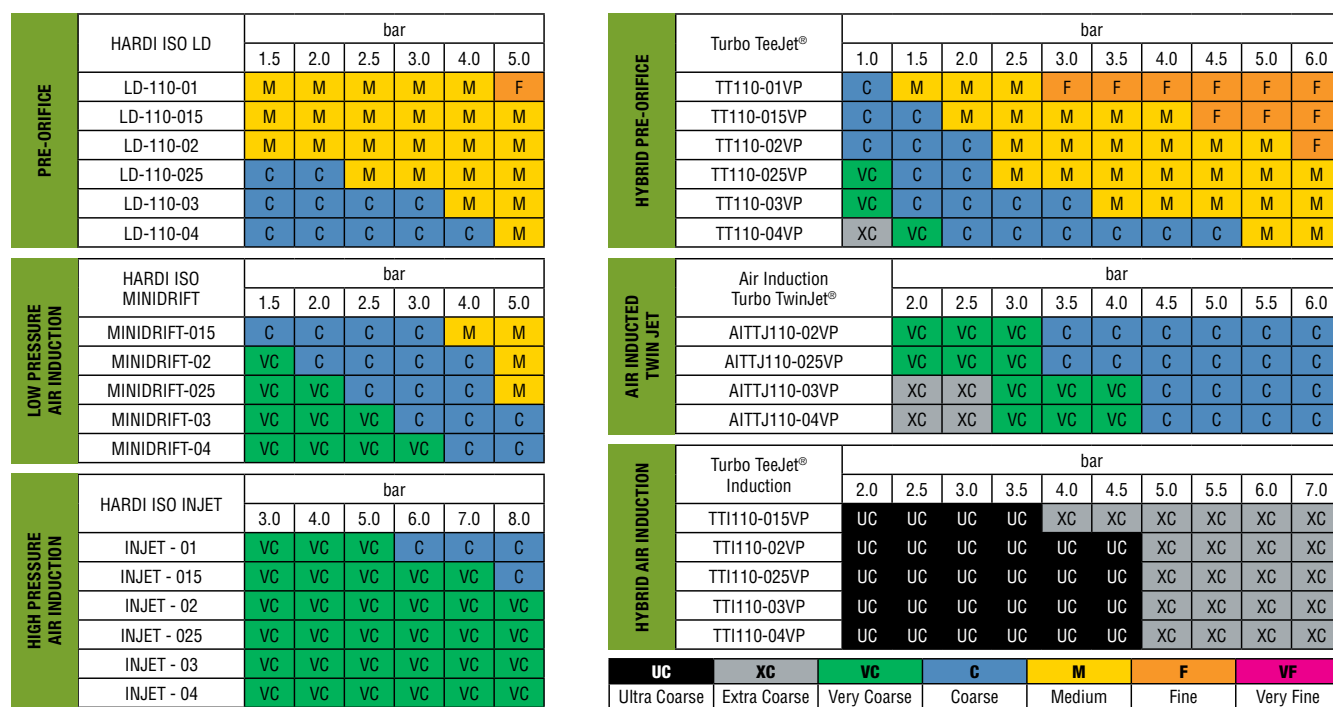 PRE-ORIFICE
HARDI ISO LD
bar
1.5 2.0 2.5 3.0 4.0 5.0
LD-110-01 M M M M M F
LD-110-015 M M M M M M
LD-110-02 M M M M M M
LD-110-025 C C M M M M
LD-110-03 C C C C M M
LD-110-04 C C C C C M
LOW PRESSURE
AIR INDUCTION
HARDI ISO
MINIDRIFT
bar
1.5 2.0 2.5 3.0 4.0 5.0
MINIDRIFT-015 C C C C M M
MINIDRIFT-02 VC C C C C M
MINIDRIFT-025 VC VC C C C M
MINIDRIFT-03 VC VC VC C C C
MINIDRIFT-04 VC VC VC VC C C
HIGH PRESSURE
AIR INDUCTION
HARDI ISO INJET
bar
3.0 4.0 5.0 6.0 7.0 8.0
INJET - 01 VC VC VC C C C
INJET - 015 VC VC VC VC VC C
INJET - 02 VC VC VC VC VC VC
INJET - 025 VC VC VC VC VC VC
INJET - 03 VC VC VC VC VC VC
INJET - 04 VC VC VC VC VC VC
HYBRID PRE-ORIFICE
Turbo TeeJet®
bar
1.0 1.5 2.0 2.5 3.0 3.5 4.0 4.5 5.0 6.0
TT110-01VP C M M M F F F F F F
TT110-015VP C C M M M M M F F F
TT110-02VP C C C M M M M M M F
TT110-025VP VC C C M M M M M M M
TT110-03VP VC C C C C M M M M M
TT110-04VP XC VC C C C C C C M M
AIR INDUCTED
TWIN JET
Air Induction
Turbo TwinJet®
bar
2.0 2.5 3.0 3.5 4.0 4.5 5.0 5.5 6.0
AITTJ110-02VP VC VC VC C C C C C C
AITTJ110-025VP VC VC VC C C C C C C
AITTJ110-03VP XC XC VC VC VC C C C C
AITTJ110-04VP XC XC VC VC VC C C C C
HYBRID AIR INDUCTION
Turbo TeeJet®
Induction
bar
2.0 2.5 3.0 3.5 4.0 4.5 5.0 5.5 6.0 7.0
TTI110-015VP UC UC UC UC XC XC XC XC XC XC
TTI110-02VP UC UC UC UC UC UC XC XC XC XC
TTI110-025VP UC UC UC UC UC UC XC XC XC XC
TTI110-03VP UC UC UC UC UC UC XC XC XC XC
TTI110-04VP UC UC UC UC UC UC XC XC XC XC
UC XC VC C M F VF
Ultra Coarse Extra Coarse Very Coarse Coarse Medium Fine Very Fine